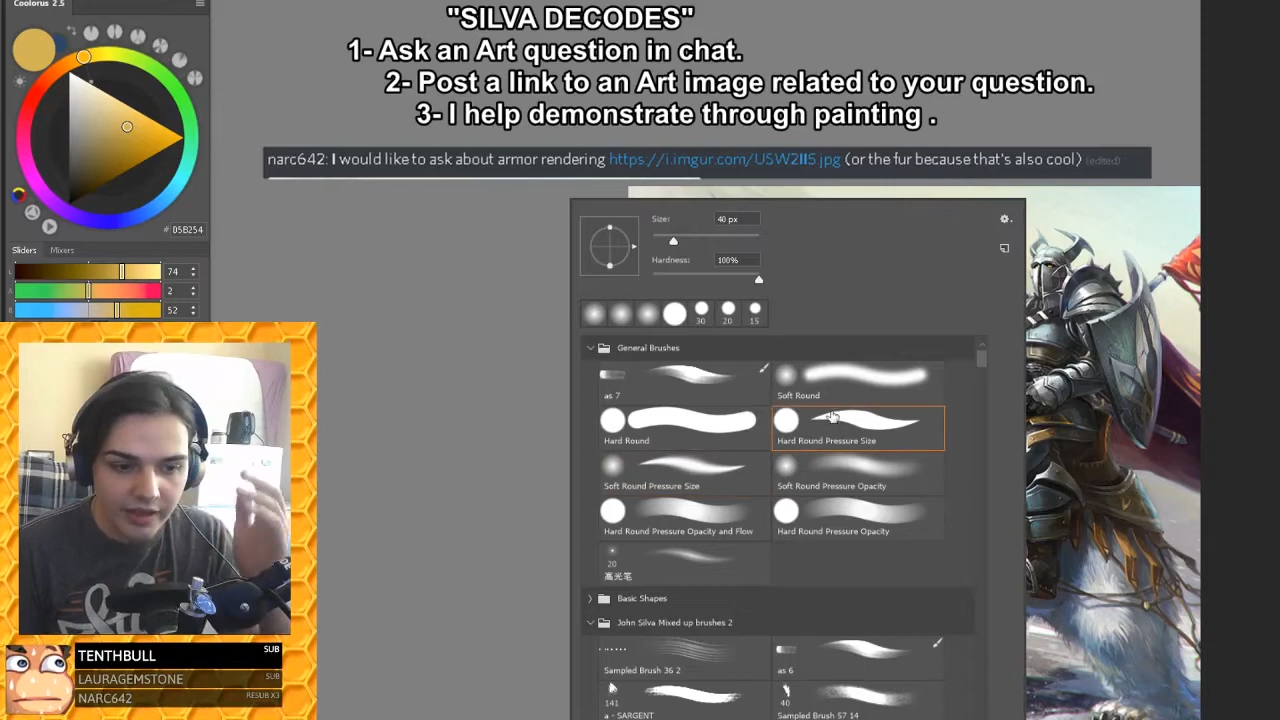 Coolorus 2.5
"SILVA DECODES"
1- Ask an Art question in chat.
2- Post a link to an Art image related to your question.
3- I help demonstrate through painting .
narc642: I would like to ask about armor rendering https://i.imgur.com/USW2II5.jpg (or the fur because that's also cool) (edited)
# D5B254
Sliders Mixers
L 74
A 2
B 52
Size: 40 px
Hardness: 100%
30 20 15
General Brushes
as 7
Soft Round
Hard Round
Hard Round Pressure Size
Soft Round Pressure Size
Soft Round Pressure Opacity
Hard Round Pressure Opacity and Flow
Hard Round Pressure Opacity
20
高光笔
Basic Shapes
John Silva Mixed up brushes 2
Sampled Brush 36 2
as 6
141
a - SARGENT
40
Sampled Brush 57 14
TENTHBULL SUB
LAURAGEMSTONE SUB
NARC642 RESUB X3